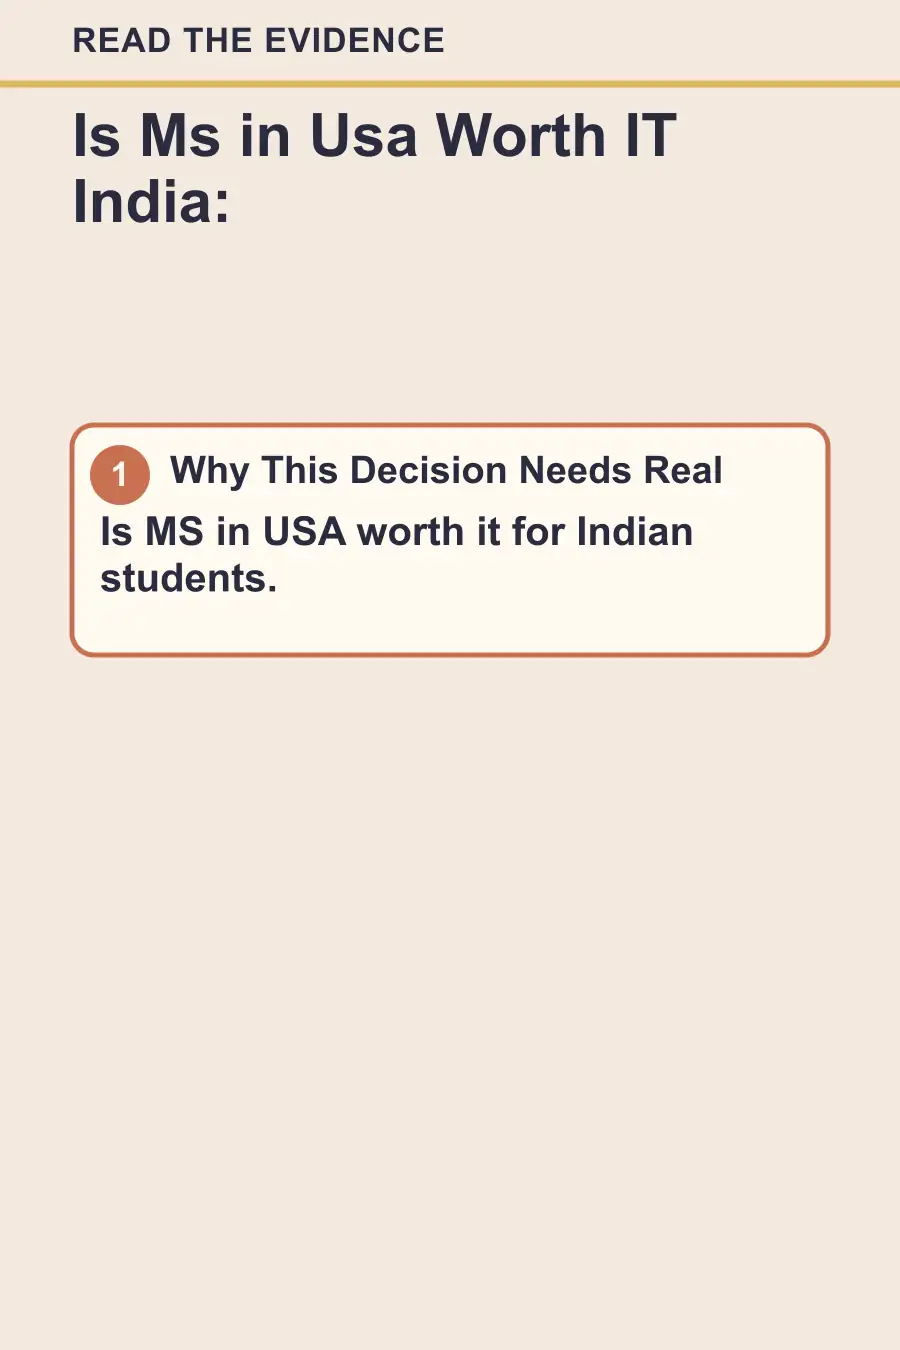 READ THE EVIDENCE
Is Ms in Usa Worth IT
India:
1 Why This Decision Needs Real
Is MS in USA worth it for Indian
students.